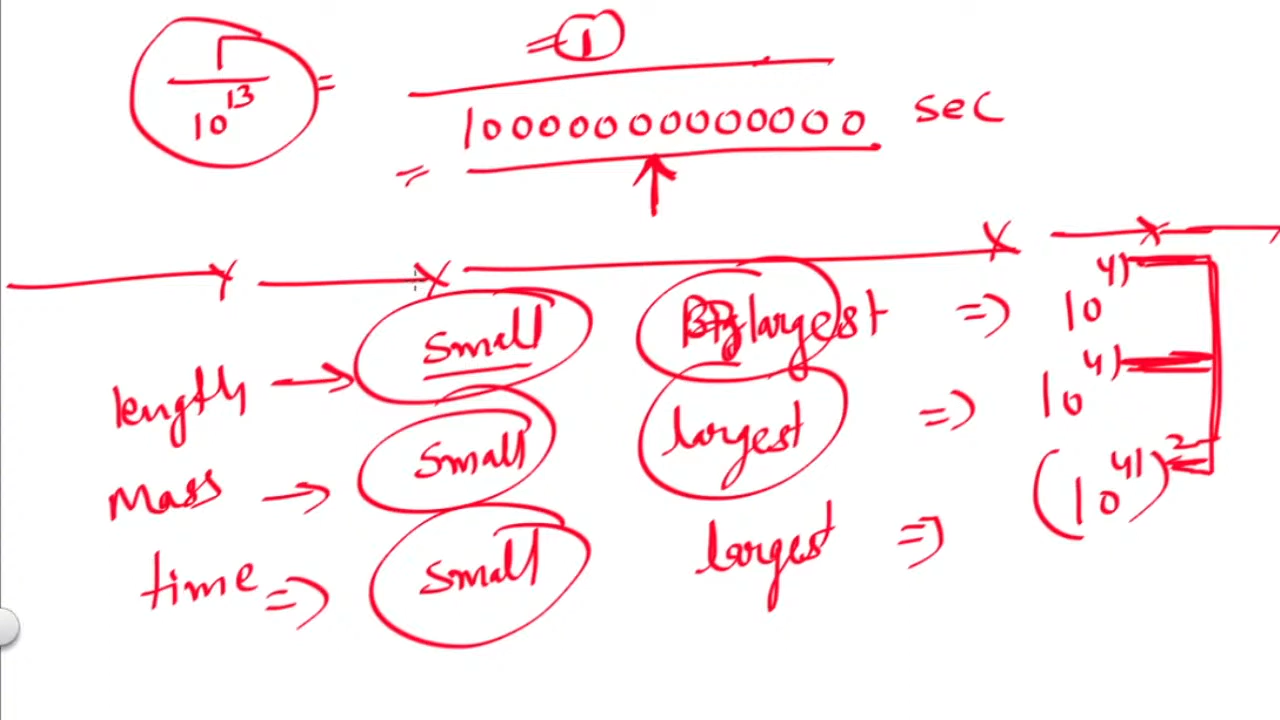 = 1
1 =
10^13
10000000000000 sec
=
length → small largest ⇒ 10^41
Mass → small largest ⇒ 10^41
time ⇒ small largest ⇒ (10^41)^2